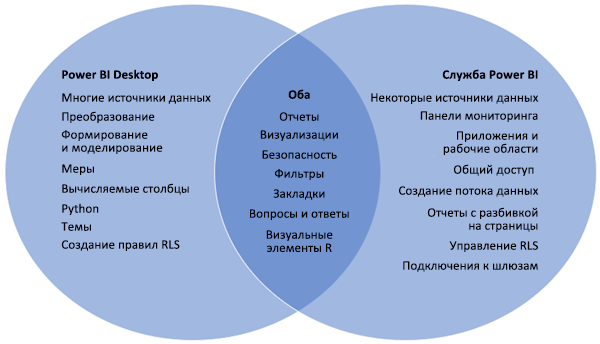 Power BI Desktop
Многие источники данных
Преобразование
Формирование
и моделирование
Меры
Вычисляемые столбцы
Python
Темы
Создание правил RLS
Оба
Отчеты
Визуализации
Безопасность
Фильтры
Закладки
Вопросы и ответы
Визуальные
элементы R
Служба Power BI
Некоторые источники данных
Панели мониторинга
Приложения и
рабочие области
Общий доступ
Создание потока данных
Отчеты с разбивкой
на страницы
Управление RLS
Подключения к шлюзам